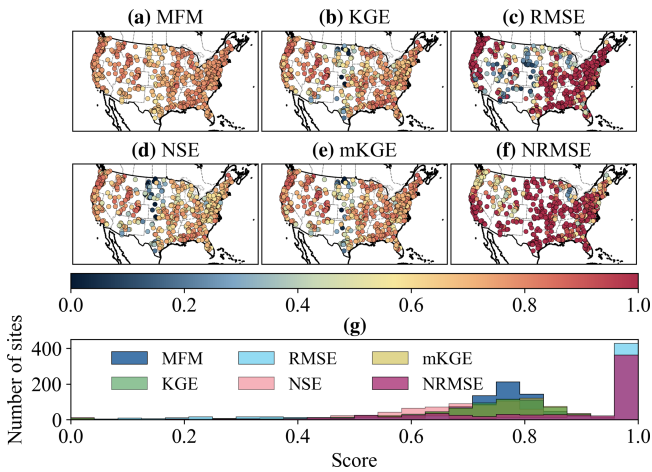 (a) MFM (b) KGE (c) RMSE
(d) NSE (e) mKGE (f) NRMSE
0.0 0.2 0.4 0.6 0.8 1.0
(g)
Number of sites
400
200
0
MFM RMSE mKGE
KGE NSE NRMSE
0.0 0.2 0.4 0.6 0.8 1.0
Score